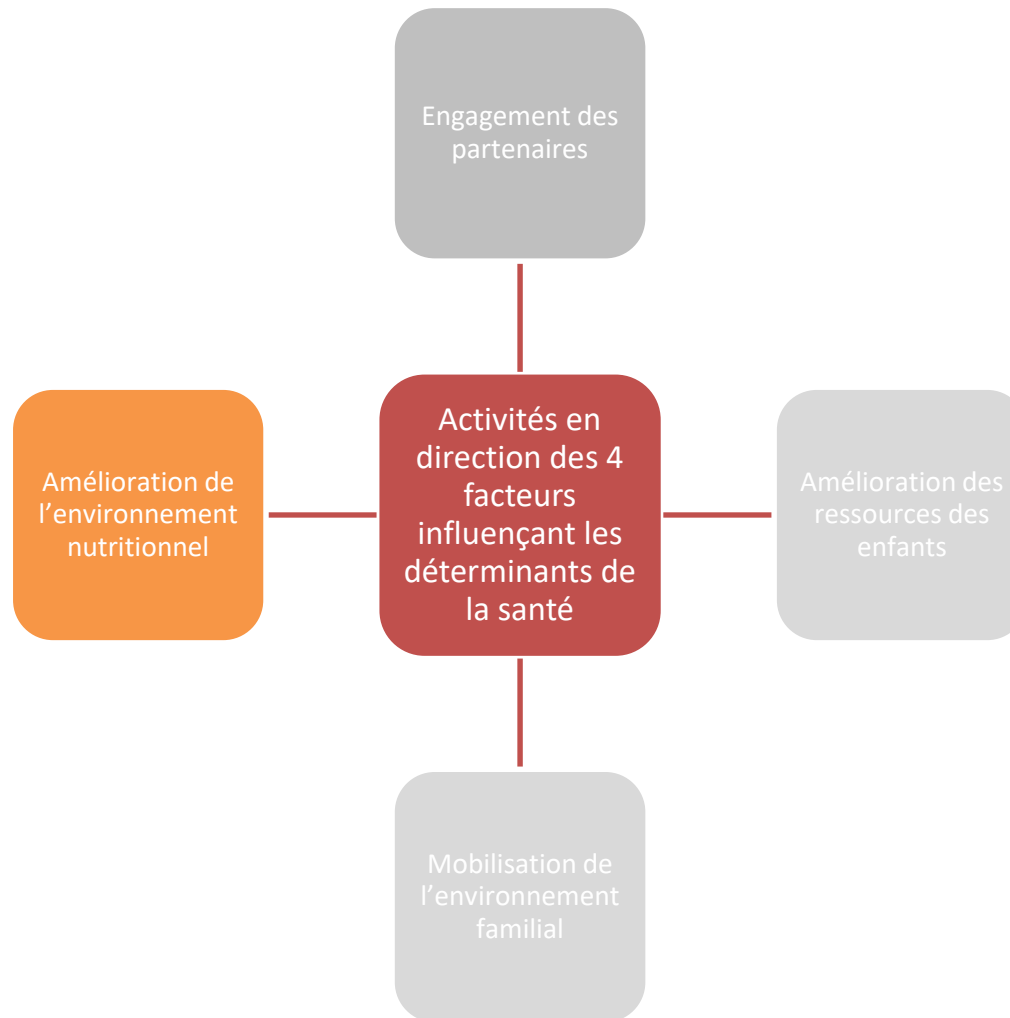 Engagement des
partenaires
Amélioration de
l’environnement
nutritionnel
Activités en
direction des 4
facteurs
influençant les
déterminants de
la santé
Amélioration des
ressources des
enfants
Mobilisation de
l’environnement
familial